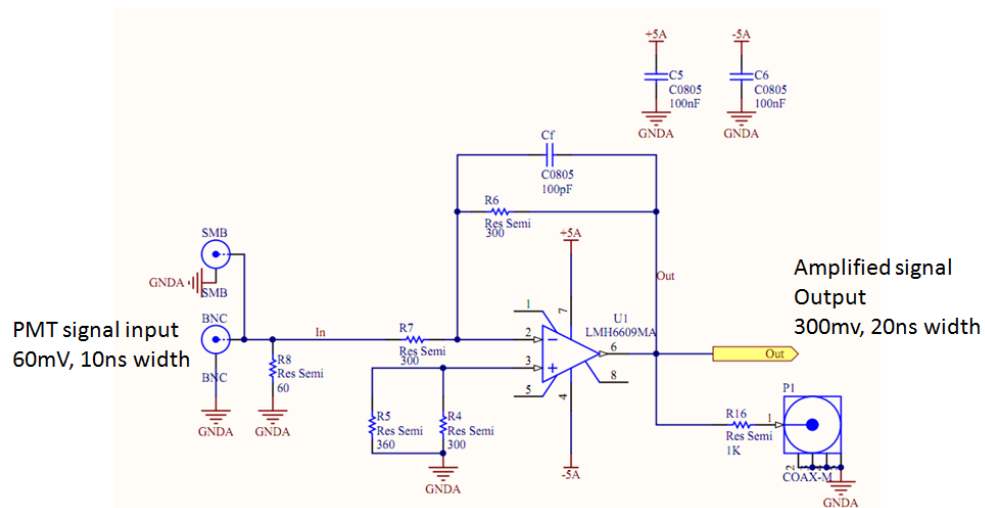 +5A
-5A
C5
C0805
100nF
GNDA
C6
C0805
100nF
GNDA
Cf
C0805
100pF
R6
Res Semi
300
+5A
Out
SMB
GNDA
SMB
BNC
BNC
GNDA
PMT signal input
60mV, 10ns width
In
R8
Res Semi
60
GNDA
R7
Res Semi
300
1
2
3
5
7
4
6
8
U1
LMH6609MA
-5A
R5
Res Semi
360
R4
Res Semi
300
GNDA
Amplified signal
Output
300mv, 20ns width
Out
R16
Res Semi
1K
P1
1
2
COAX-M
GNDA